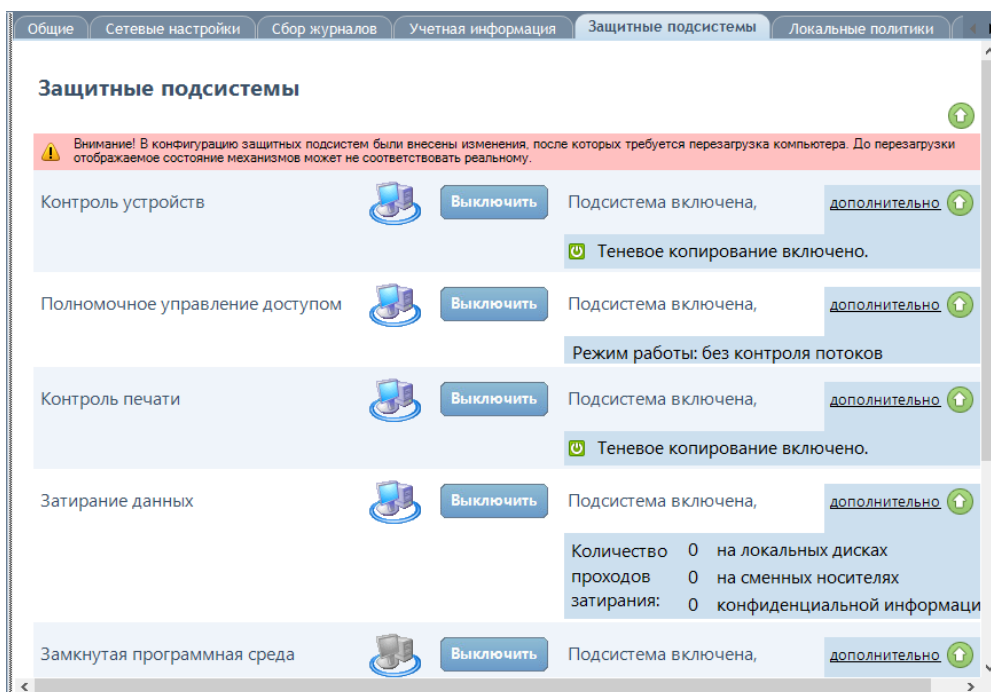 Общие
Сетевые настройки
Сбор журналов
Учетная информация
Защитные подсистемы
Локальные политики
Защитные подсистемы
Внимание! В конфигурацию защитных подсистем были внесены изменения, после которых требуется перезагрузка компьютера. До перезагрузки
отображаемое состояние механизмов может не соответствовать реальному.
Контроль устройств Выключить Подсистема включена, дополнительно
Теневое копирование включено.
Полномочное управление доступом Выключить Подсистема включена, дополнительно
Режим работы: без контроля потоков
Контроль печати Выключить Подсистема включена, дополнительно
Теневое копирование включено.
Затирание данных Выключить Подсистема включена, дополнительно
Количество 0 на локальных дисках
проходов 0 на сменных носителях
затирания: 0 конфиденциальной информаци
Замкнутая программная среда Выключить Подсистема включена, дополнительно